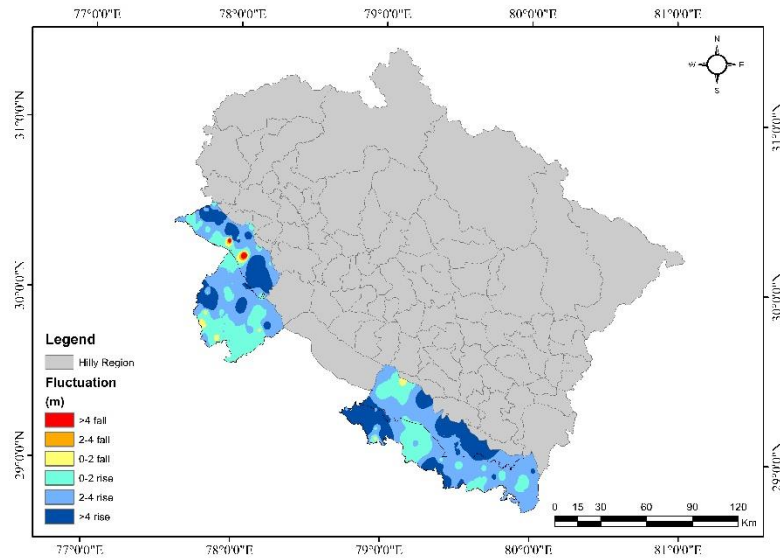 77°0'0"E 78°0'0"E 79°0'0"E 80°0'0"E 81°0'0"E
N
W E
S
31°0'0"N 31°0'0"N
30°0'0"N 30°0'0"N
29°0'0"N 29°0'0"N
Legend
Hilly Region
Fluctuation
(m)
>4 fall
2-4 fall
0-2 fall
0-2 rise
2-4 rise
>4 rise
0 15 30 60 90 120
Km
77°0'0"E 78°0'0"E 79°0'0"E 80°0'0"E 81°0'0"E